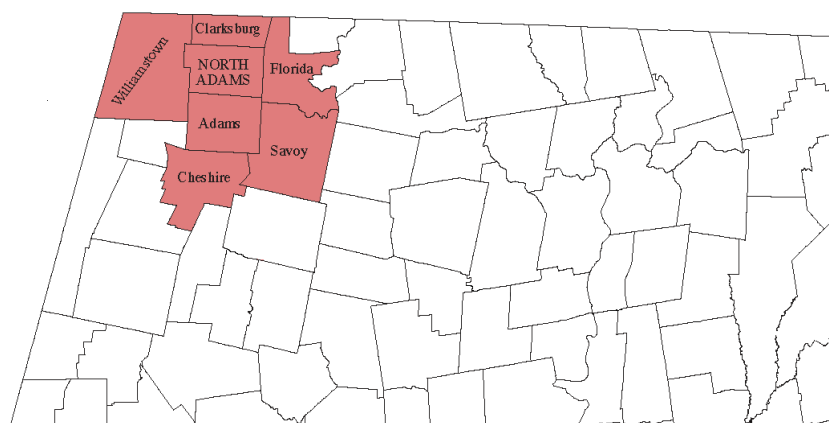 Clarksburg
Williamstown
NORTH
ADAMS
Florida
Adams
Savoy
Cheshire